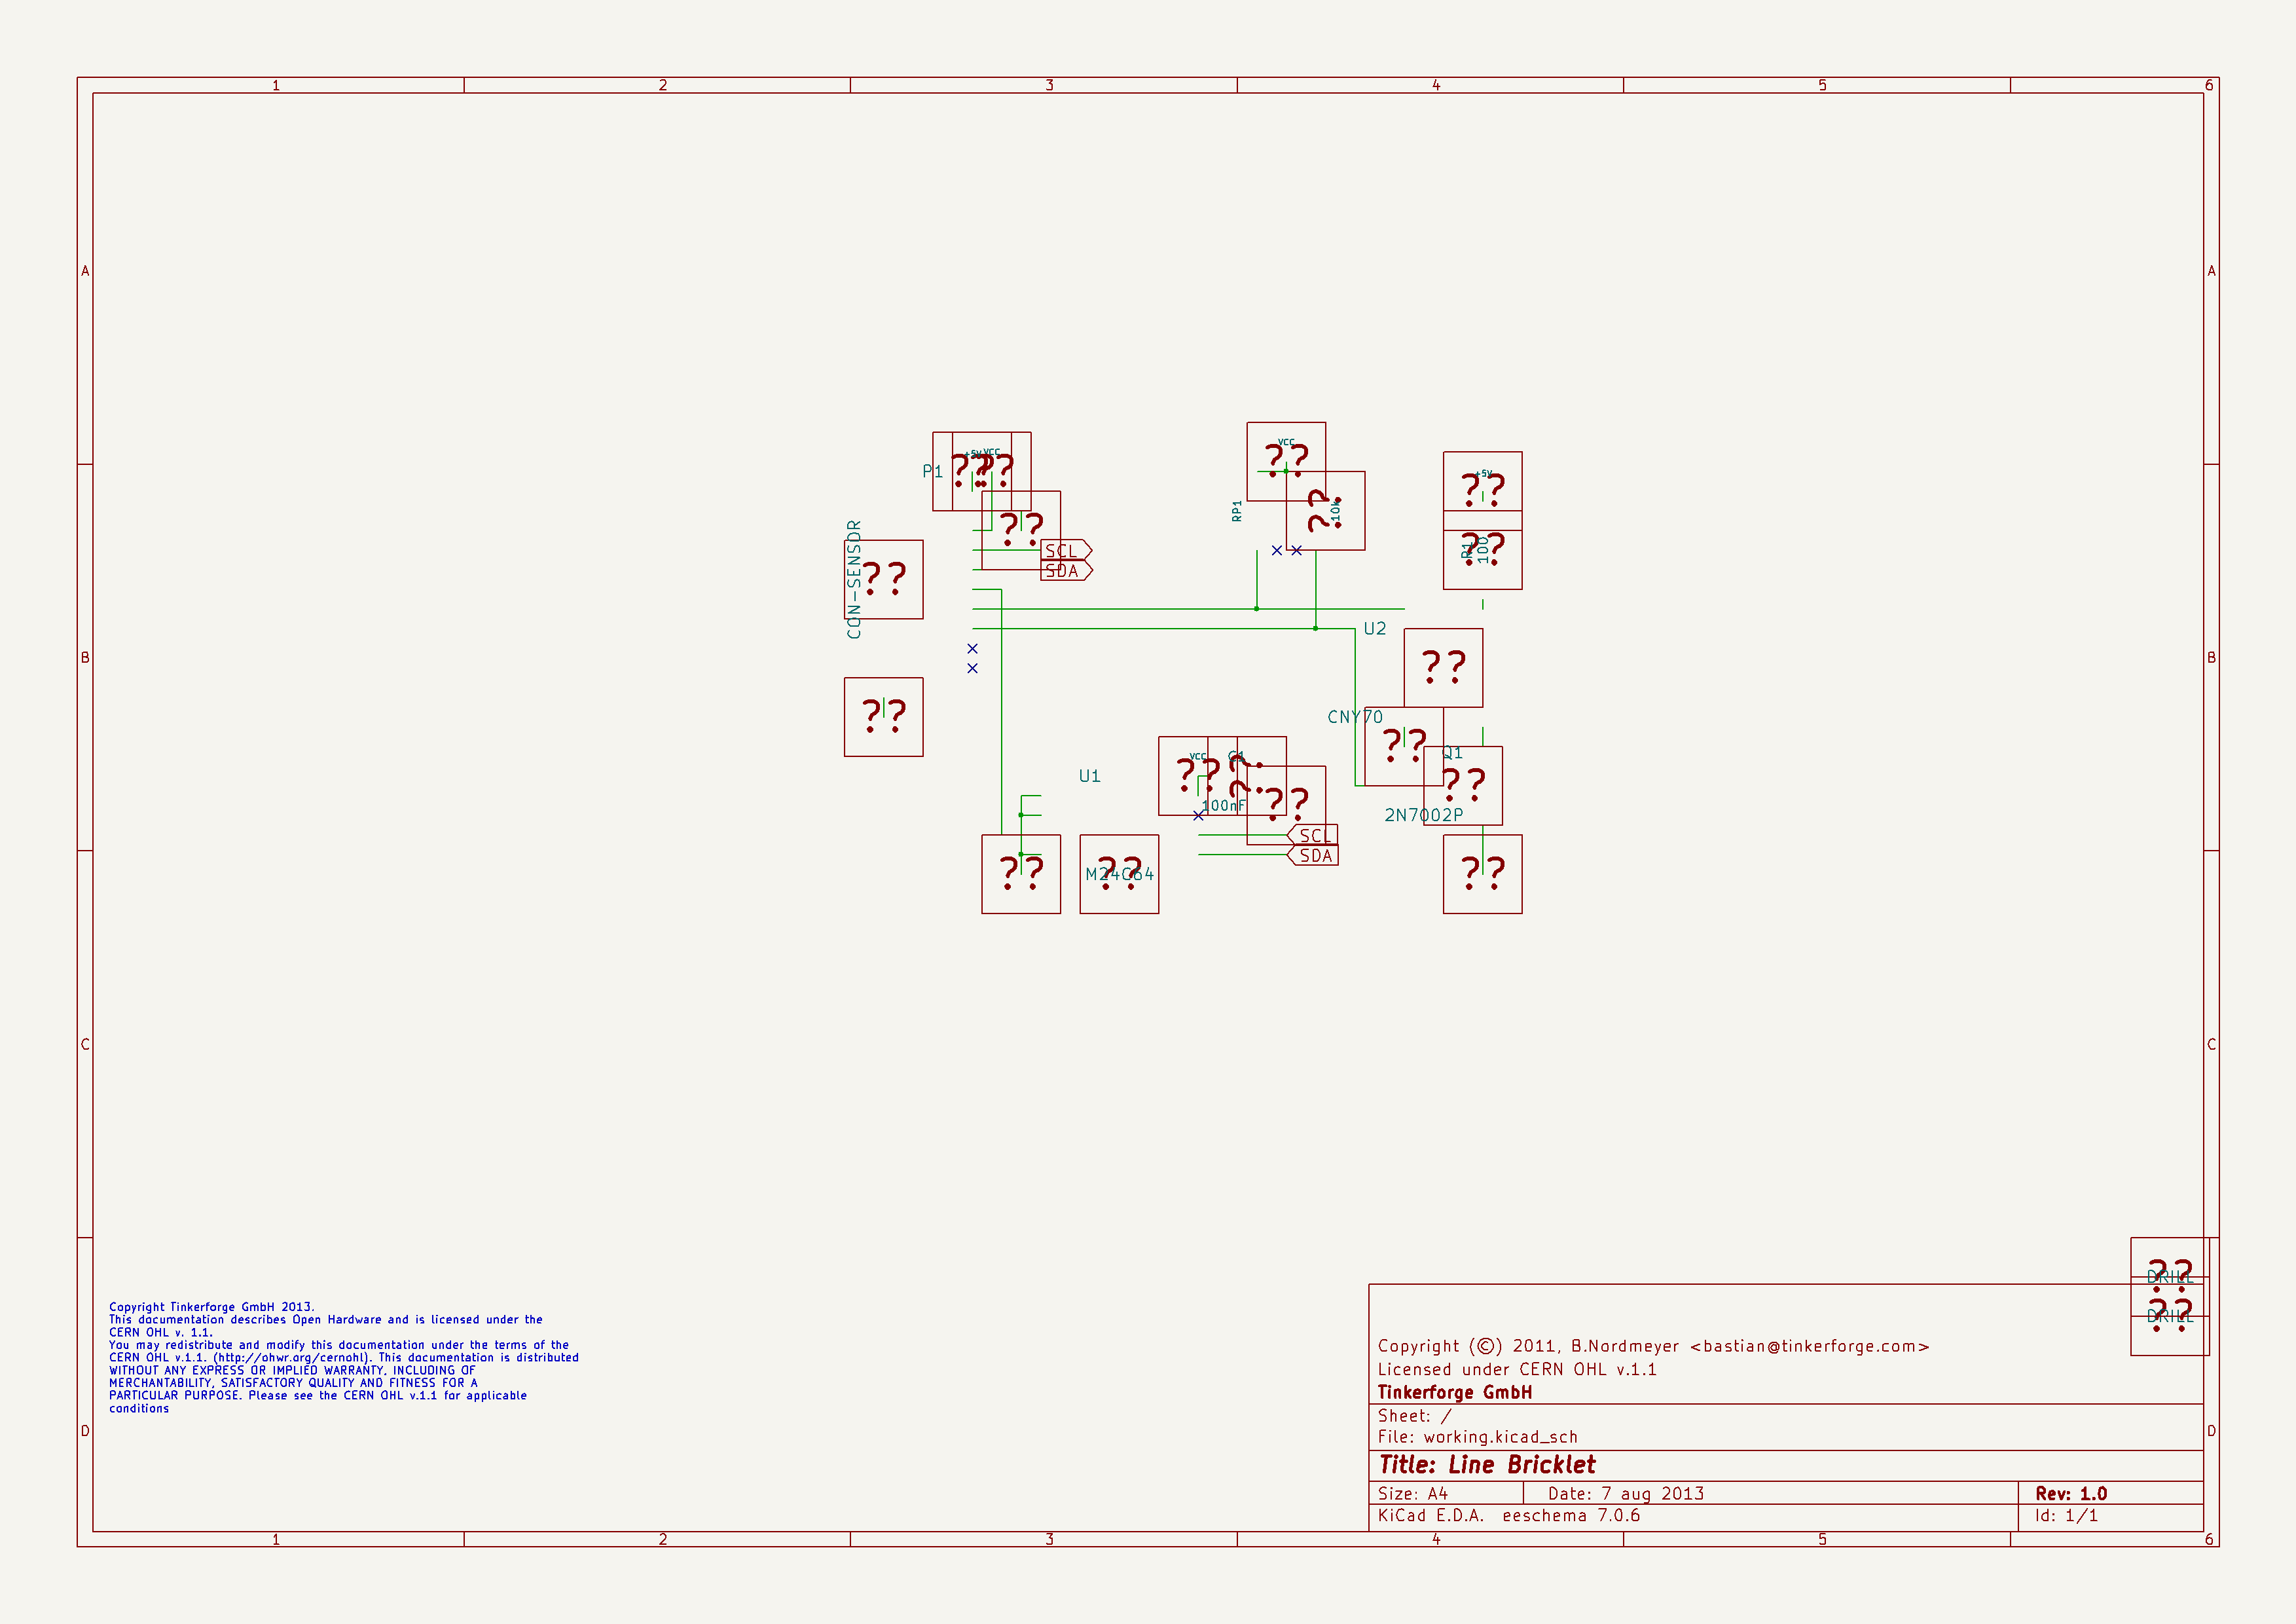 1 2 3 4 5 6
A A
B B
C C
D D
P1
+5V
VCC
??
??
??
SCL
SDA
CON-SENSOR
??
??
VCC
??
RP1
10k
??
+5V
??
R1
100
??
U2
??
CNY70
??
Q1
??
2N7002P
??
U1
VCC
??
C1
??
100nF
??
SCL
SDA
??
M24C64
??
DRILL
??
DRILL
??
Copyright Tinkerforge GmbH 2013.
This documentation describes Open Hardware and is licensed under the
CERN OHL v. 1.1.
You may redistribute and modify this documentation under the terms of the
CERN OHL v.1.1. (http://ohwr.org/cernohl). This documentation is distributed
WITHOUT ANY EXPRESS OR IMPLIED WARRANTY, INCLUDING OF
MERCHANTABILITY, SATISFACTORY QUALITY AND FITNESS FOR A
PARTICULAR PURPOSE. Please see the CERN OHL v.1.1 for applicable
conditions
Copyright (©) 2011, B.Nordmeyer <bastian@tinkerforge.com>
Licensed under CERN OHL v.1.1
Tinkerforge GmbH
Sheet: /
File: working.kicad_sch
Title: Line Bricklet
Size: A4 Date: 7 aug 2013 Rev: 1.0
KiCad E.D.A. eeschema 7.0.6 Id: 1/1
1 2 3 4 5 6